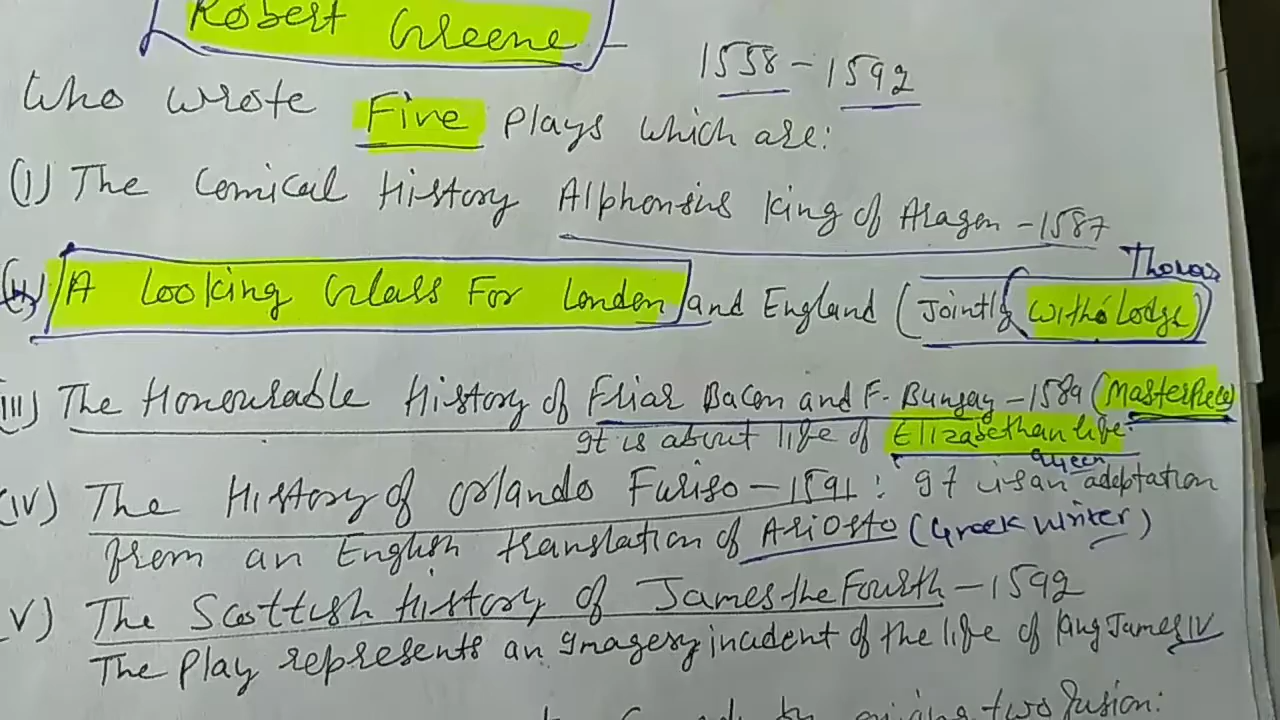 Robert Greene - 1558-1592
Who wrote Five Plays which are:
(I) The Comical History Alphonsus King of Aragon - 1587
(II) A Looking Glass For London and England (Jointly with Thomas Lodge)
(III) The Honourable History of Friar Bacon and F. Bungay - 1589 (Masterpiece)
It is about life of Elizabethan life.
Queen
(IV) The History of Orlando Furiso - 1591: It is an adaptation
from an English translation of Ariosto (Greek Writer)
(V) The Scottish History of James the Fourth - 1592
The Play represents an Imagery incident of the life of King James IV
two fusion: